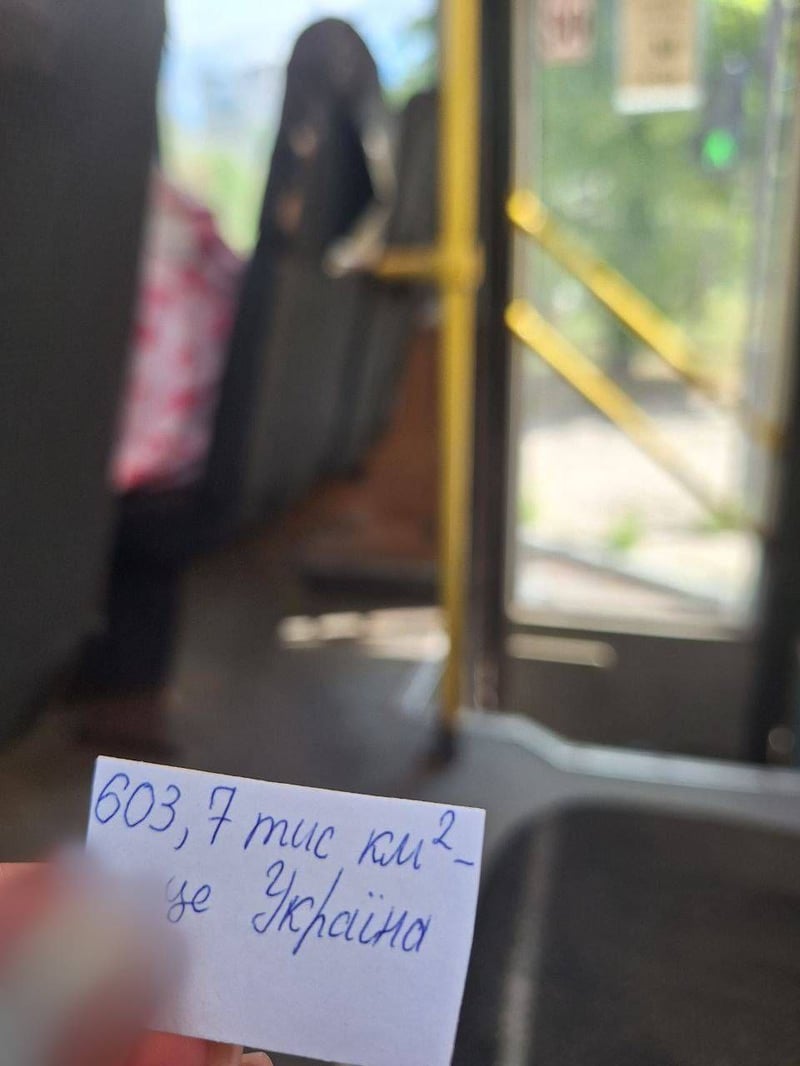 603,7 тис км² –
це Україна